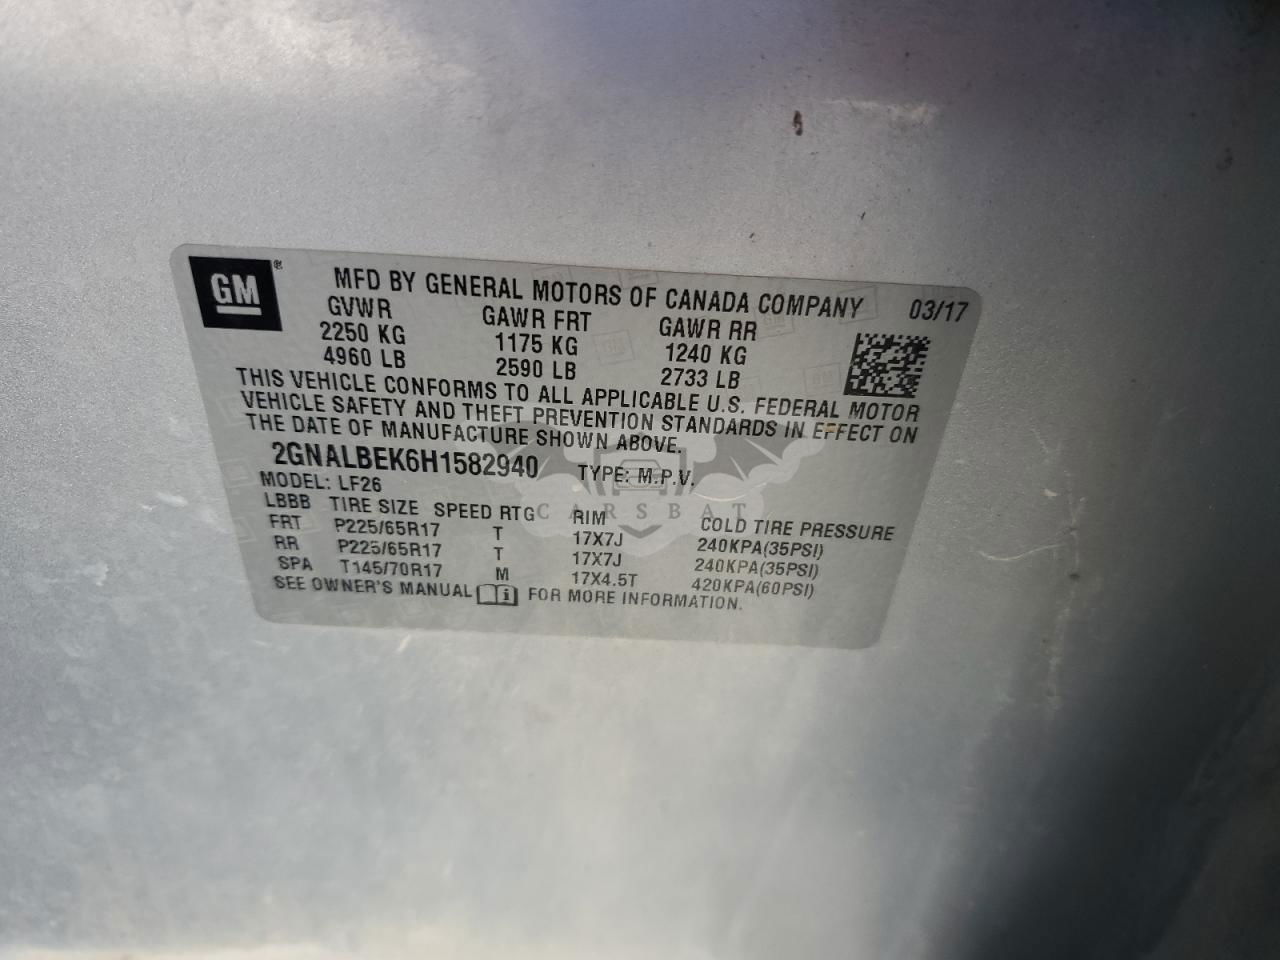 GM®
MFD BY GENERAL MOTORS OF CANADA COMPANY 03/17
GVWR GAWR FRT GAWR RR
2250 KG 1175 KG 1240 KG
4960 LB 2590 LB 2733 LB
THIS VEHICLE CONFORMS TO ALL APPLICABLE U.S. FEDERAL MOTOR
VEHICLE SAFETY AND THEFT PREVENTION STANDARDS IN EFFECT ON
THE DATE OF MANUFACTURE SHOWN ABOVE.
2GNALBEK6H1582940 TYPE: M.P.V.
MODEL: LF26
LBBB TIRE SIZE SPEED RTG RIM COLD TIRE PRESSURE
FRT P225/65R17 T 17X7J 240KPA(35PSI)
RR P225/65R17 T 17X7J 240KPA(35PSI)
SPA T145/70R17 M 17X4.5T 420KPA(60PSI)
SEE OWNER'S MANUAL i FOR MORE INFORMATION.
CARSBAT